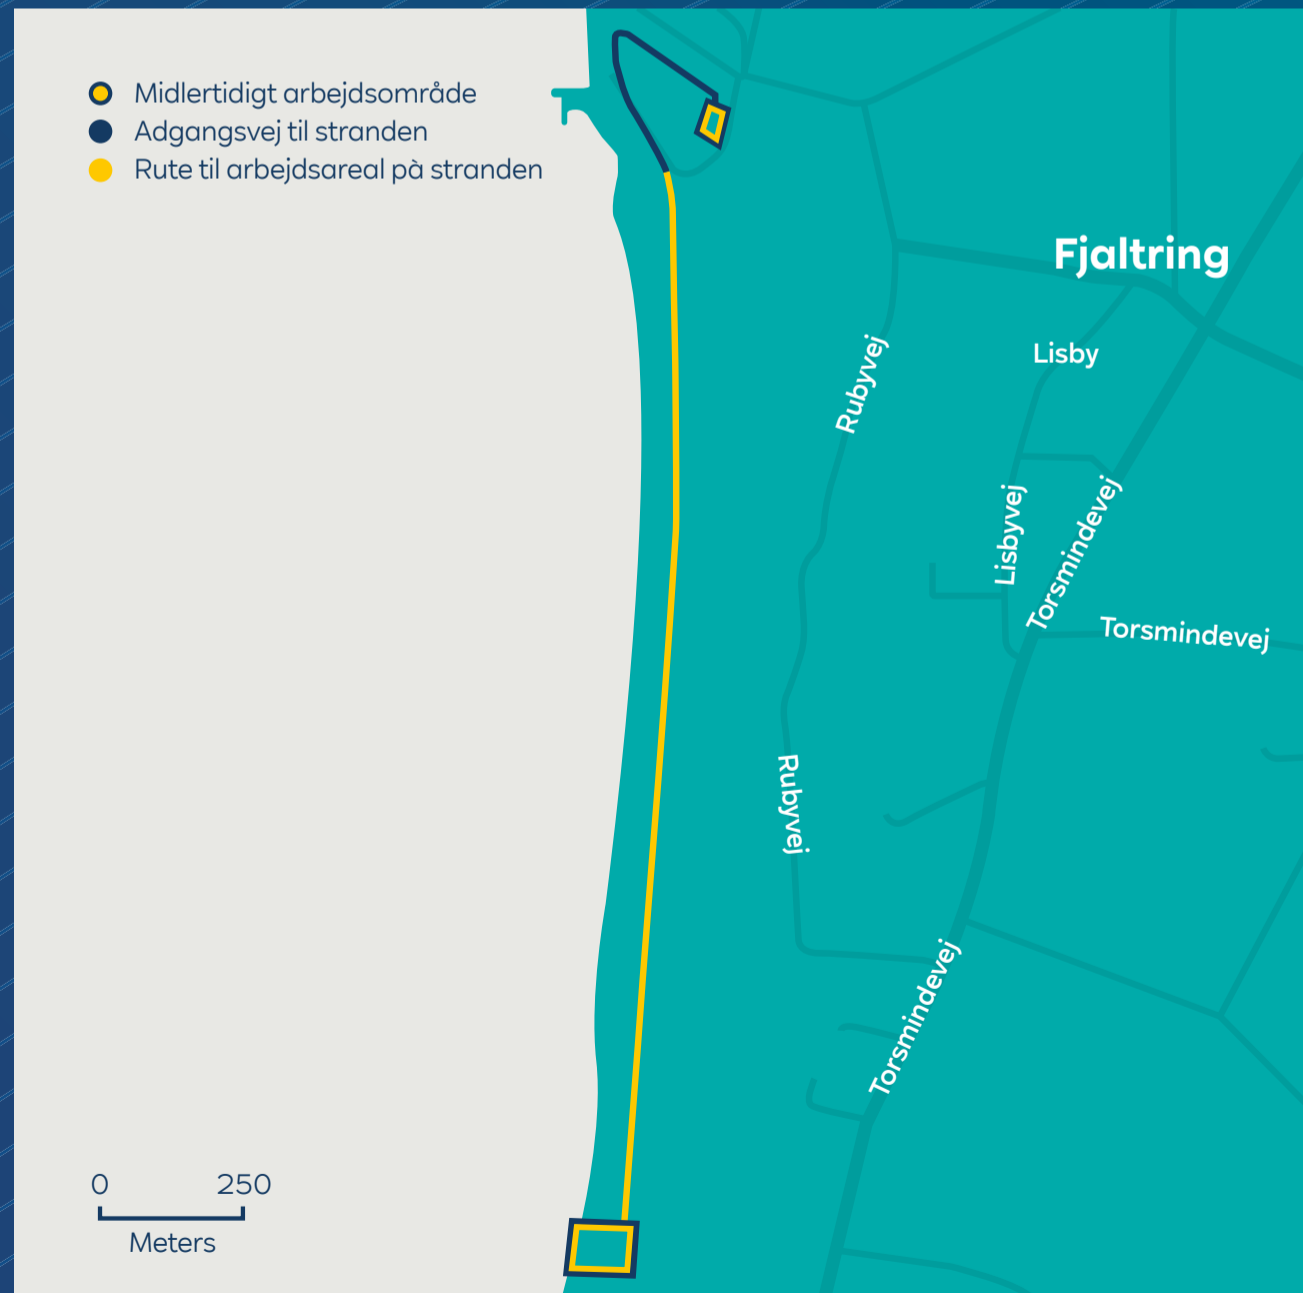 Midlertidigt arbejdsområde
Adgangsvej til stranden
Rute til arbejdsareal pà stranden
Fjaltring
Lisby
Rubyvej
Lisbyvej
Torsmindevej
Torsmindevej
Rubyvej
Torsmindevej
0 250
Meters